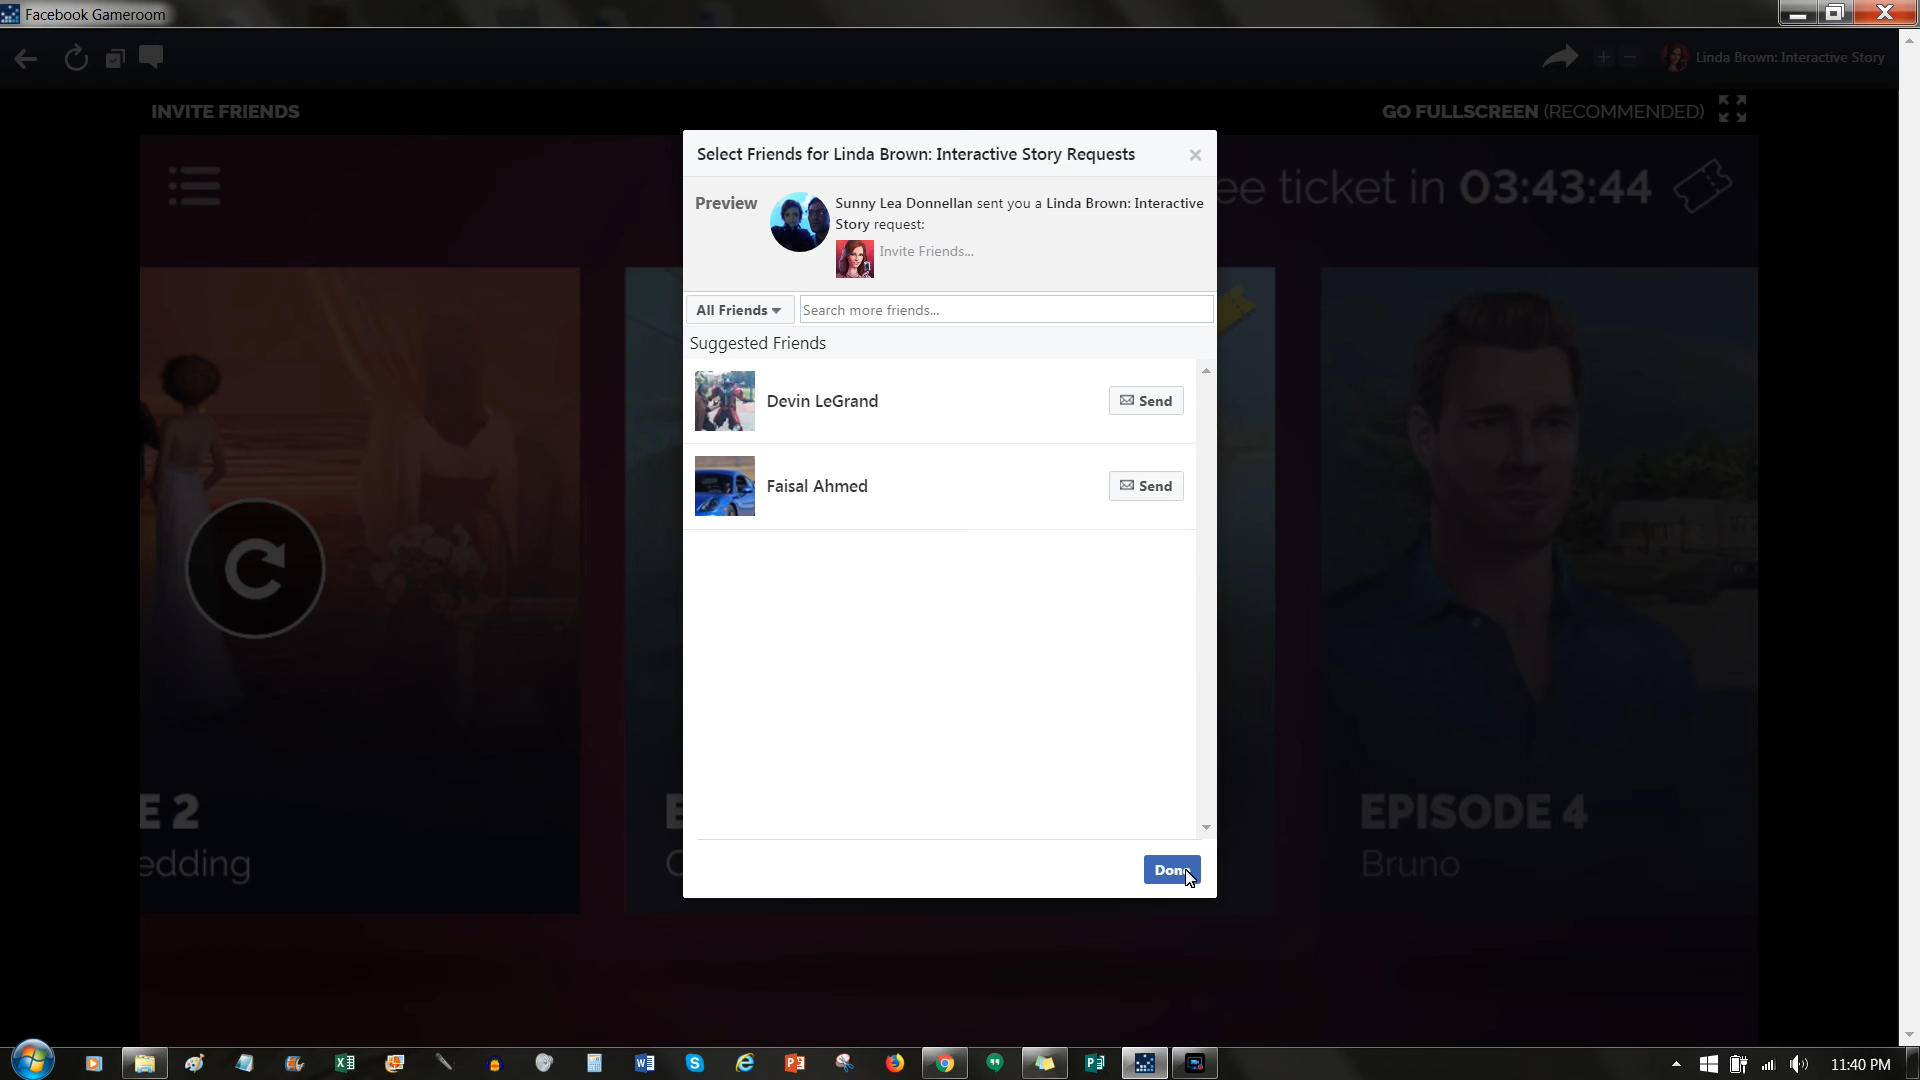 Facebook Gameroom
Linda Brown: Interactive Story
INVITE FRIENDS
GO FULLSCREEN (RECOMMENDED)
ee ticket in 03:43:44
Select Friends for Linda Brown: Interactive Story Requests
Preview
Sunny Lea Donnellan sent you a Linda Brown: Interactive
Story request:
Invite Friends...
All Friends
Search more friends...
Suggested Friends
Devin LeGrand
Send
Faisal Ahmed
Send
E 2
edding
E
C
EPISODE 4
Bruno
Done
11:40 PM